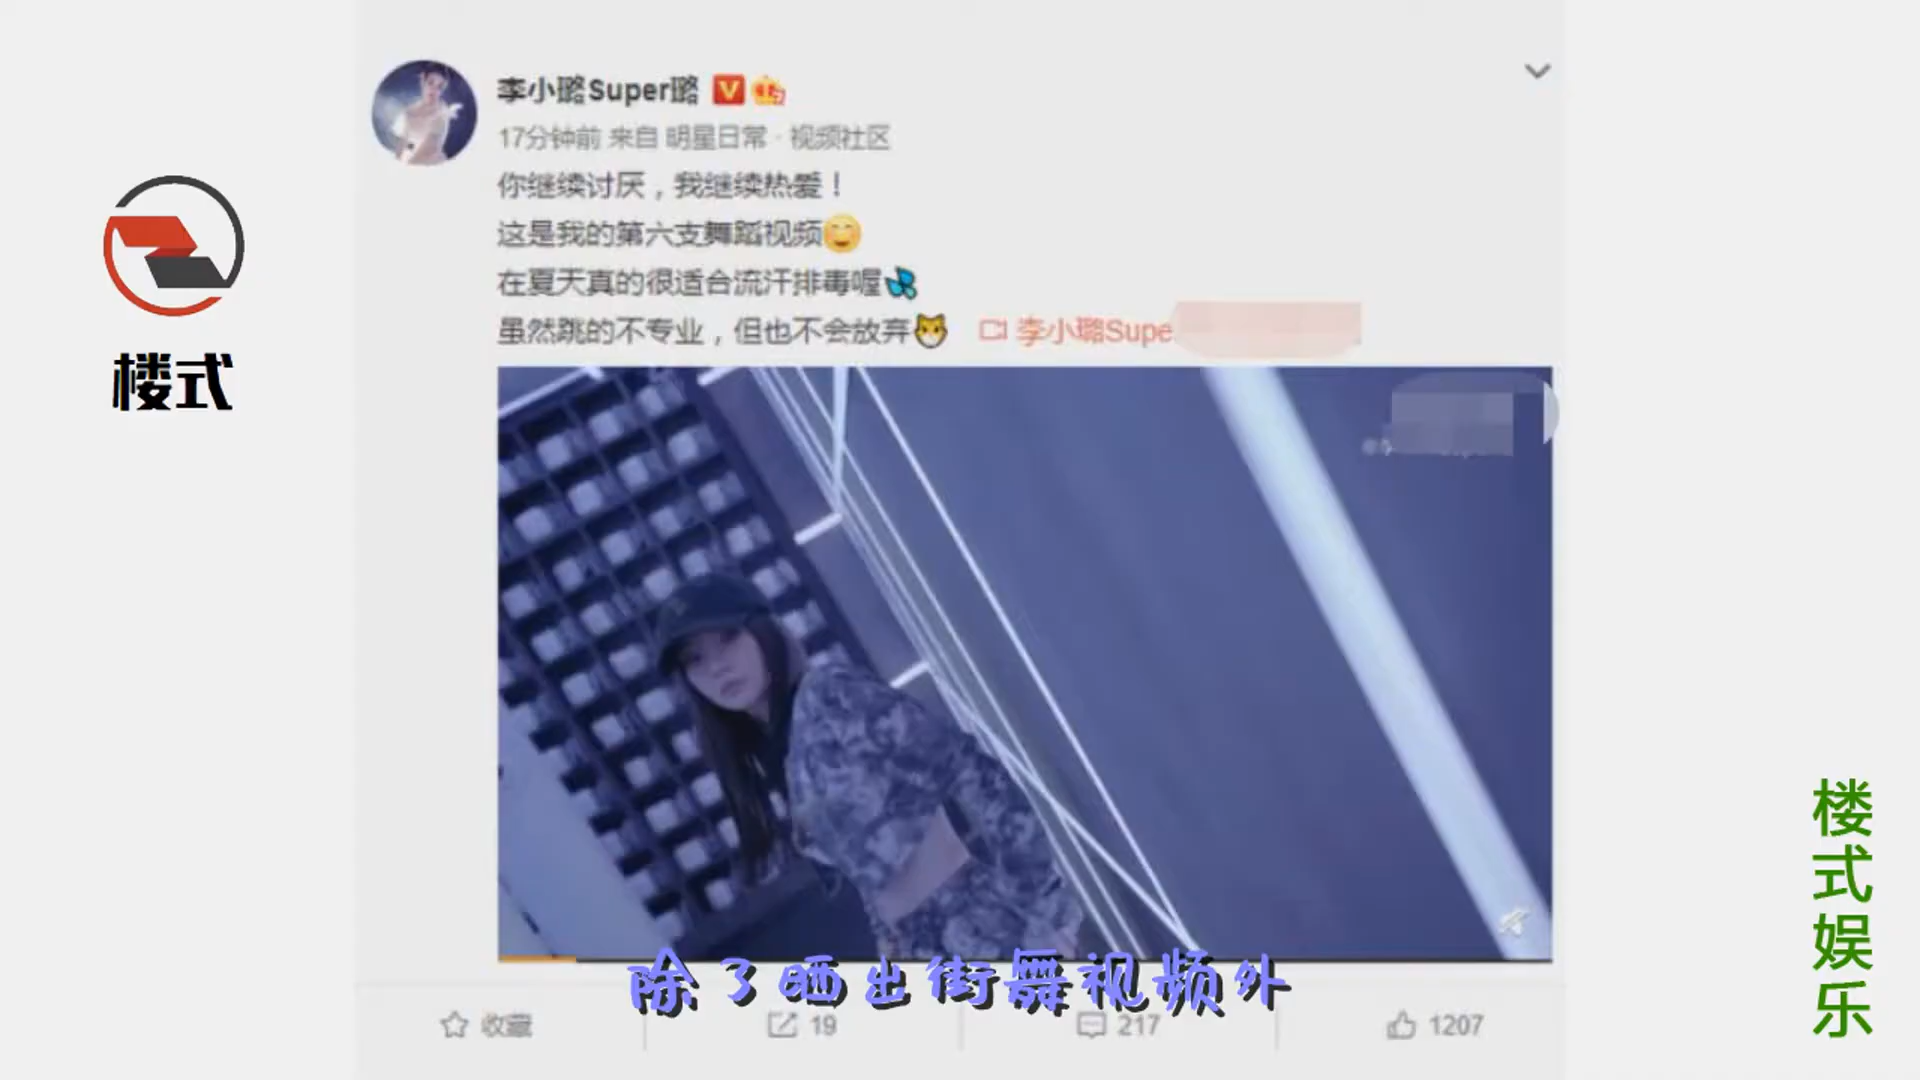 李小璐Super璐
17分钟前 来自 明星日常·视频社区
你继续讨厌，我继续热爱！
这是我的第六支舞蹈视频😊
在夏天真的很适合流汗排毒喔💦
虽然跳的不专业，但也不会放弃🐱 李小璐Supe
楼式
除了晒出街舞视频外
收藏
19
217
1207
楼式娱乐